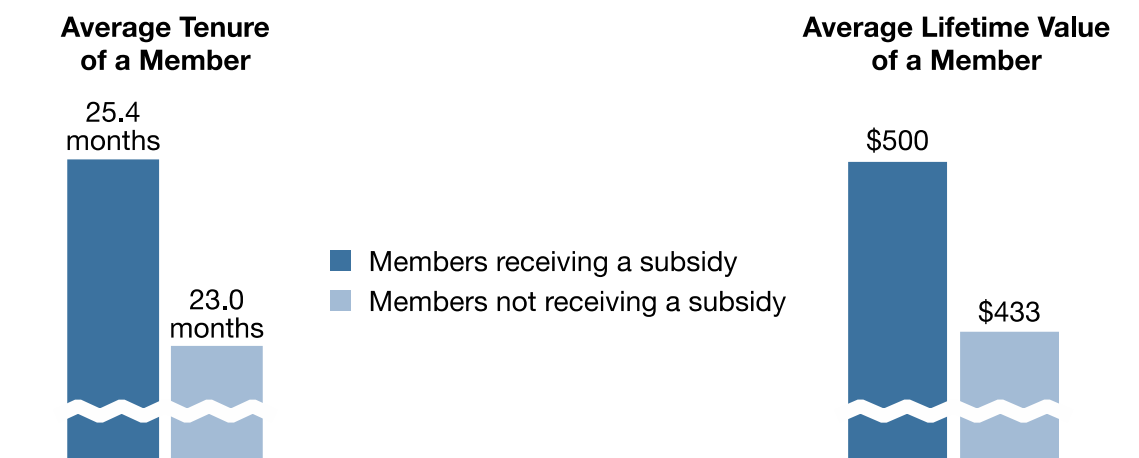 Average Tenure
of a Member
25.4
months
23.0
months
Members receiving a subsidy
Members not receiving a subsidy
Average Lifetime Value
of a Member
$500
$433